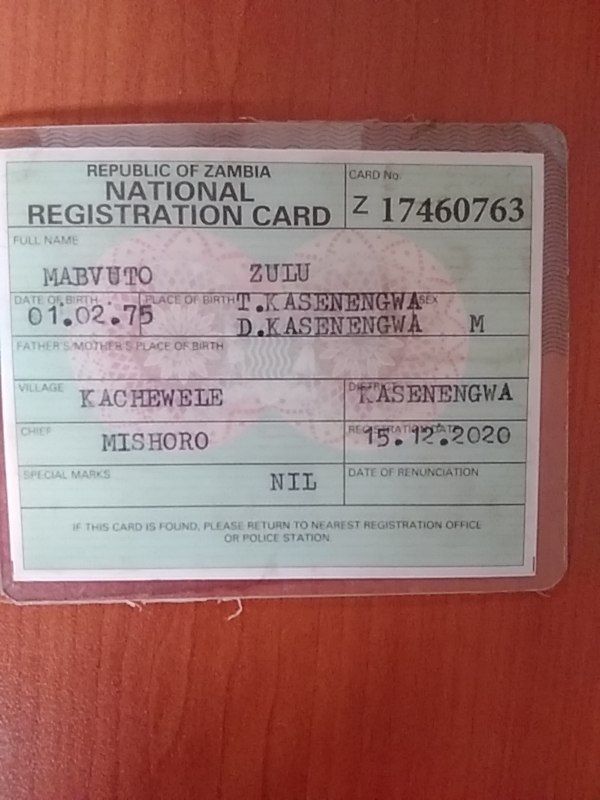 REPUBLIC OF ZAMBIA
NATIONAL
REGISTRATION CARD
CARD No:
Z 17460763
FULL NAME
MABVUTO ZULU
DATE OF BIRTH PLACE OF BIRTH T.KASENENGWA SEX
01.02.75 D.KASENENGWA M
FATHER'S/MOTHER'S PLACE OF BIRTH
VILLAGE KACHEWELE KASENENGWA
CHIEF MISHORO REGISTRATION DATE 15.12.2020
SPECIAL MARKS NIL DATE OF RENUNCIATION
IF THIS CARD IS FOUND, PLEASE RETURN TO NEAREST REGISTRATION OFFICE
OR POLICE STATION